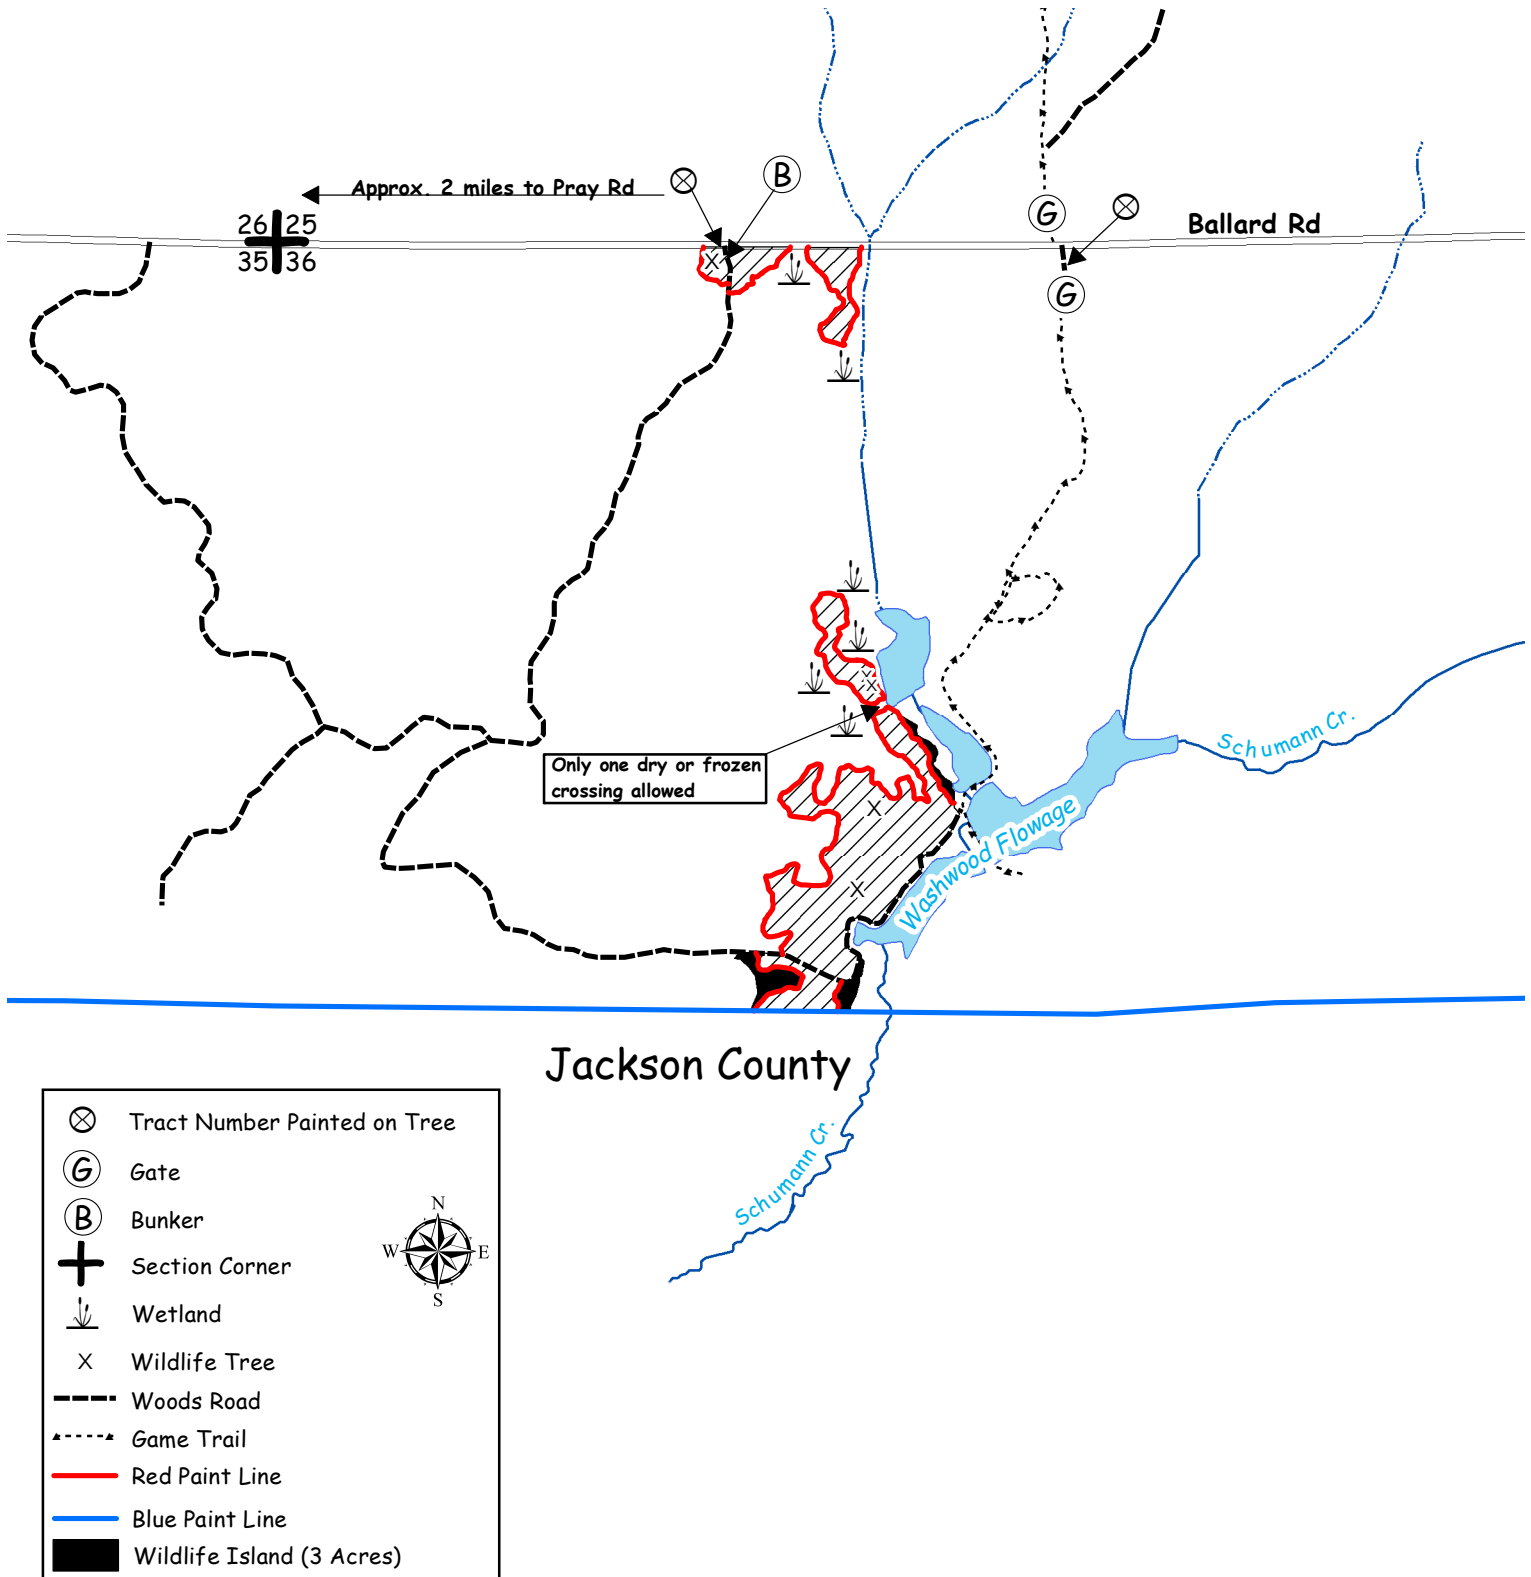 Approx. 2 miles to Pray Rd
B
26 25
35 36
G
Ballard Rd
G
Only one dry or frozen
crossing allowed
Schumann Cr.
Washwood Flowage
X
X
X
X
X
Jackson County
Schumann Cr.
Tract Number Painted on Tree
G Gate
B Bunker
Section Corner
Wetland
X Wildlife Tree
Woods Road
Game Trail
Red Paint Line
Blue Paint Line
Wildlife Island (3 Acres)
N
W E
S